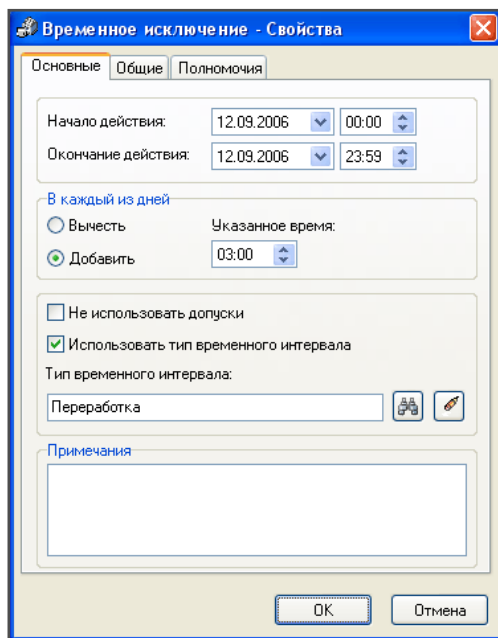 Временное исключение - Свойства
Основные Общие Полномочия
Начало действия: 12.09.2006 00:00
Окончание действия: 12.09.2006 23:59
В каждый из дней
Вычесть Указанное время:
Добавить 03:00
Не использовать допуски
Использовать тип временного интервала
Тип временного интервала:
Переработка
Примечания
OK Отмена